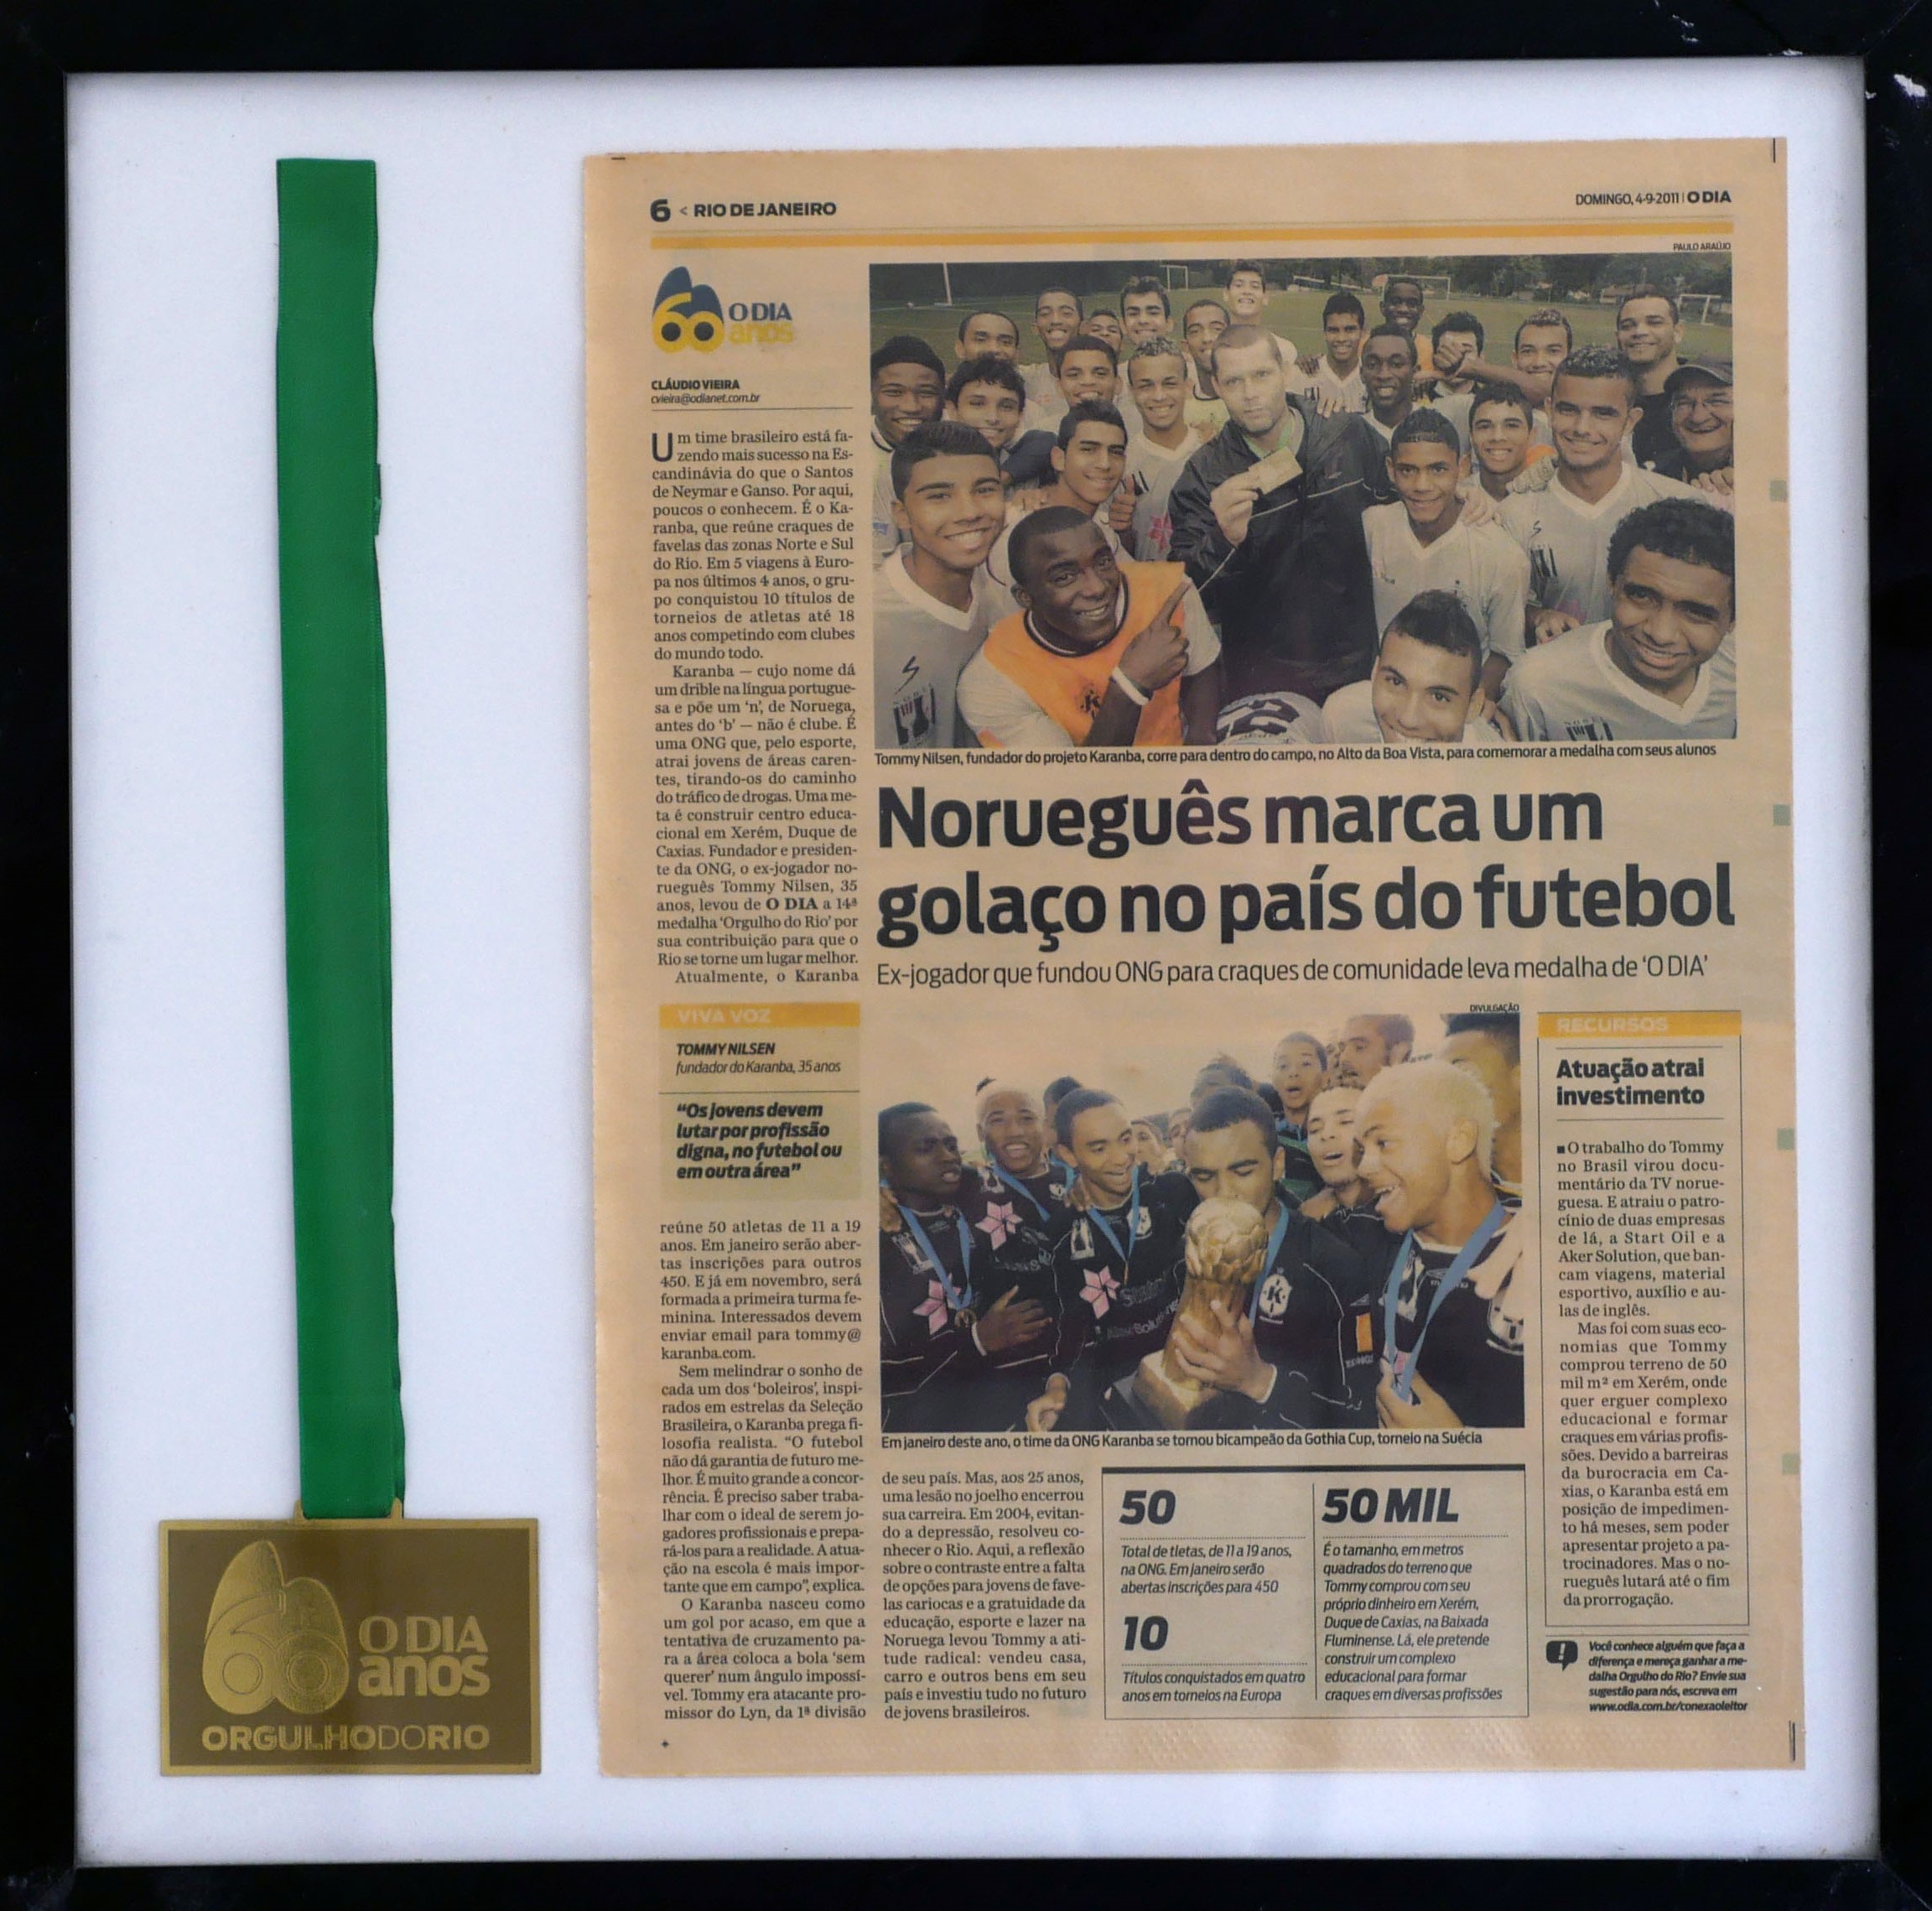 6 < RIO DE JANEIRO
DOMINGO, 4-9-2011 | O DIA
PAULO ARAÚJO
60 O DIA
anos
CLÁUDIO VIEIRA
cvieira@odianet.com.br
Um time brasileiro está fa-
zendo mais sucesso na Es-
candinávia do que o Santos
de Neymar e Ganso. Por aqui,
poucos o conhecem. É o Ka-
ranba, que reúne craques de
favelas das zonas Norte e Sul
do Rio. Em 5 viagens à Euro-
pa nos últimos 4 anos, o gru-
po conquistou 10 títulos de
torneios de atletas até 18
anos competindo com clubes
do mundo todo.
Karanba — cujo nome dá
um drible na língua portugue-
sa e põe um ‘n’, de Noruega,
antes do ‘b’ — não é clube. É
uma ONG que, pelo esporte,
atrai jovens de áreas caren-
tes, tirando-os do caminho
do tráfico de drogas. Uma me-
ta é construir centro educa-
cional em Xerém, Duque de
Caxias. Fundador e presiden-
te da ONG, o ex-jogador no-
rueguês Tommy Nilsen, 35
anos, levou de O DIA a 14ª
medalha ‘Orgulho do Rio’ por
sua contribuição para que o
Rio se torne um lugar melhor.
Atualmente, o Karanba
Tommy Nilsen, fundador do projeto Karanba, corre para dentro do campo, no Alto da Boa Vista, para comemorar a medalha com seus alunos
Norueguês marca um
golaço no país do futebol
Ex-jogador que fundou ONG para craques de comunidade leva medalha de ‘O DIA’
VIVA VOZ
TOMMY NILSEN
fundador do Karanba, 35 anos
“Os jovens devem
lutar por profissão
digna, no futebol ou
em outra área”
reúne 50 atletas de 11 a 19
anos. Em janeiro serão aber-
tas inscrições para outros
450. E já em novembro, será
formada a primeira turma fe-
minina. Interessados devem
enviar email para tommy@
karanba.com.
Sem melindrar o sonho de
cada um dos ‘boleiros’, inspi-
rados em estrelas da Seleção
Brasileira, o Karanba prega fi-
losofia realista. “O futebol
não dá garantia de futuro me-
lhor. É muito grande a concor-
rência. É preciso saber traba-
lhar com o ideal de serem jo-
gadores profissionais e prepa-
rá-los para a realidade. A atua-
ção na escola é mais impor-
tante que em campo”, explica.
O Karanba nasceu como
um gol por acaso, em que a
tentativa de cruzamento pa-
ra a área coloca a bola ‘sem
querer’ num ângulo impossí-
vel. Tommy era atacante pro-
missor do Lyn, da 1ª divisão
DIVULGAÇÃO
Em janeiro deste ano, o time da ONG Karanba se tornou bicampeão da Gothia Cup, torneio na Suécia
de seu país. Mas, aos 25 anos,
uma lesão no joelho encerrou
sua carreira. Em 2004, evitan-
do a depressão, resolveu co-
nhecer o Rio. Aqui, a reflexão
sobre o contraste entre a falta
de opções para jovens de fave-
las cariocas e a gratuidade da
educação, esporte e lazer na
Noruega levou Tommy a ati-
tude radical: vendeu casa,
carro e outros bens em seu
país e investiu tudo no futuro
de jovens brasileiros.
50
Total de tletas, de 11 a 19 anos,
na ONG. Em janeiro serão
abertas inscrições para 450
10
Títulos conquistados em quatro
anos em torneios na Europa
50 MIL
É o tamanho, em metros
quadrados do terreno que
Tommy comprou com seu
próprio dinheiro em Xerém,
Duque de Caxias, na Baixada
Fluminense. Lá, ele pretende
construir um complexo
educacional para formar
craques em diversas profissões
RECURSOS
Atuação atrai
investimento
■ O trabalho do Tommy
no Brasil virou docu-
mentário da TV norue-
guesa. E atraiu o patro-
cínio de duas empresas
de lá, a Start Oil e a
Aker Solution, que ban-
cam viagens, material
esportivo, auxílio e au-
las de inglês.
Mas foi com suas eco-
nomias que Tommy
comprou terreno de 50
mil m² em Xerém, onde
quer erguer complexo
educacional e formar
craques em várias profis-
sões. Devido a barreiras
da burocracia em Ca-
xias, o Karanba está em
posição de impedimen-
to há meses, sem poder
apresentar projeto a pa-
trocinadores. Mas o no-
rueguês lutará até o fim
da prorrogação.
Você conhece alguém que faça a
diferença e mereça ganhar a me-
dalha Orgulho do Rio? Envie sua
sugestão para nós, escreva em
www.odia.com.br/conexaoleitor
60 O DIA
anos
ORGULHODORIO